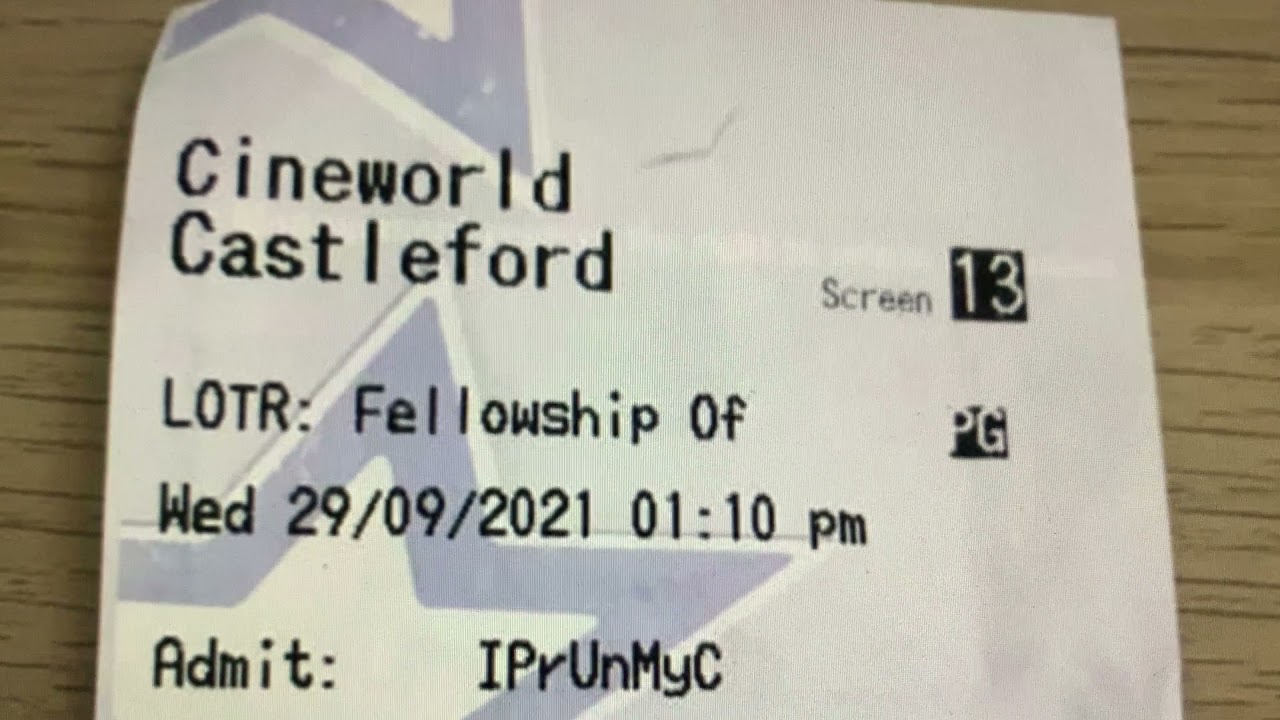 Cineworld
Castleford
Screen 13
LOTR: Fellowship Of
PG
Wed 29/09/2021 01:10 pm
Admit: IPrUnMyC